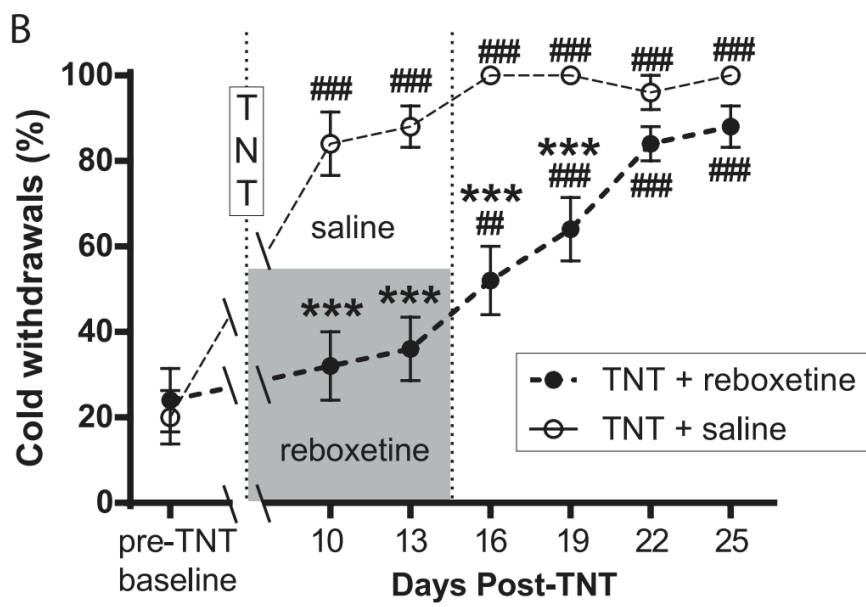 B
Cold withdrawals (%)
100
80
60
40
20
0
T
N
T
###
###
###
###
###
###
saline
***
***
***
##
***
###
###
###
reboxetine
TNT + reboxetine
TNT + saline
pre-TNT
baseline
10
13
16
19
22
25
Days Post-TNT